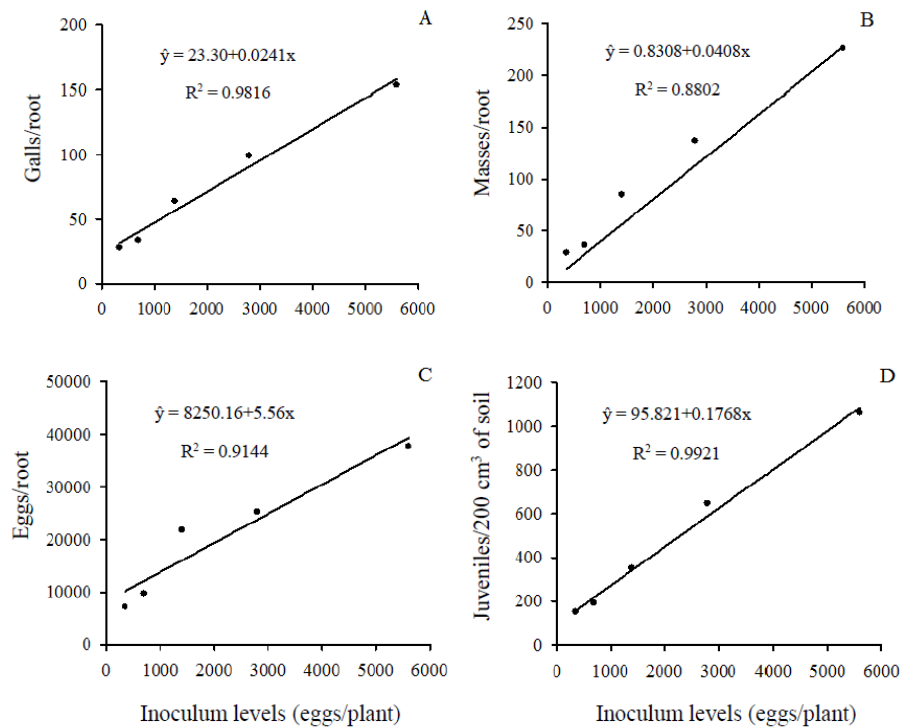 A
ŷ = 23.30+0.0241x
R² = 0.9816
Galls/root
200
150
100
50
0
0 1000 2000 3000 4000 5000 6000
B
ŷ = 0.8308+0.0408x
R² = 0.8802
Masses/root
250
200
150
100
50
0
0 1000 2000 3000 4000 5000 6000
C
ŷ = 8250.16+5.56x
R² = 0.9144
Eggs/root
50000
40000
30000
20000
10000
0
0 1000 2000 3000 4000 5000 6000
Inoculum levels (eggs/plant)
D
ŷ = 95.821+0.1768x
R² = 0.9921
Juveniles/200 cm³ of soil
1200
1000
800
600
400
200
0
0 1000 2000 3000 4000 5000 6000
Inoculum levels (eggs/plant)